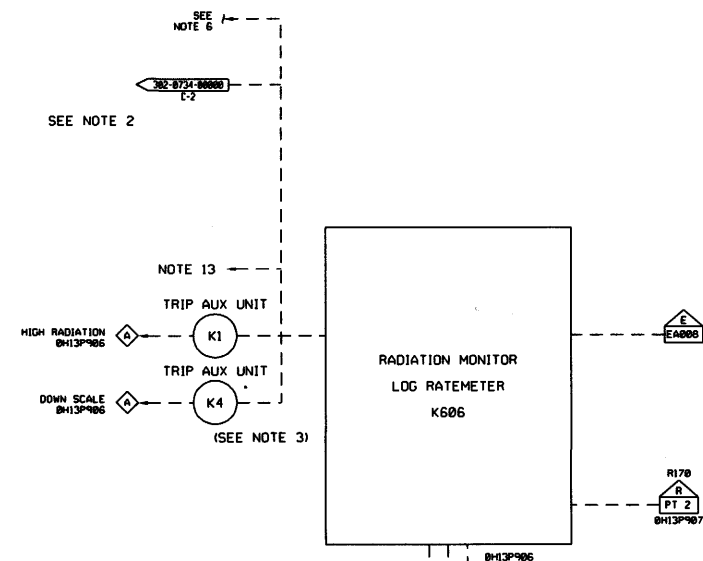 SEE
NOTE 6
302-0734-00000
C-2
SEE NOTE 2
NOTE 13
TRIP AUX UNIT
K1
HIGH RADIATION
0H13P906
A
TRIP AUX UNIT
K4
DOWN SCALE
0H13P906
A
(SEE NOTE 3)
RADIATION MONITOR
LOG RATEMETER
K606
E
EA008
R170
R
PT 2
0H13P907
0H13P906